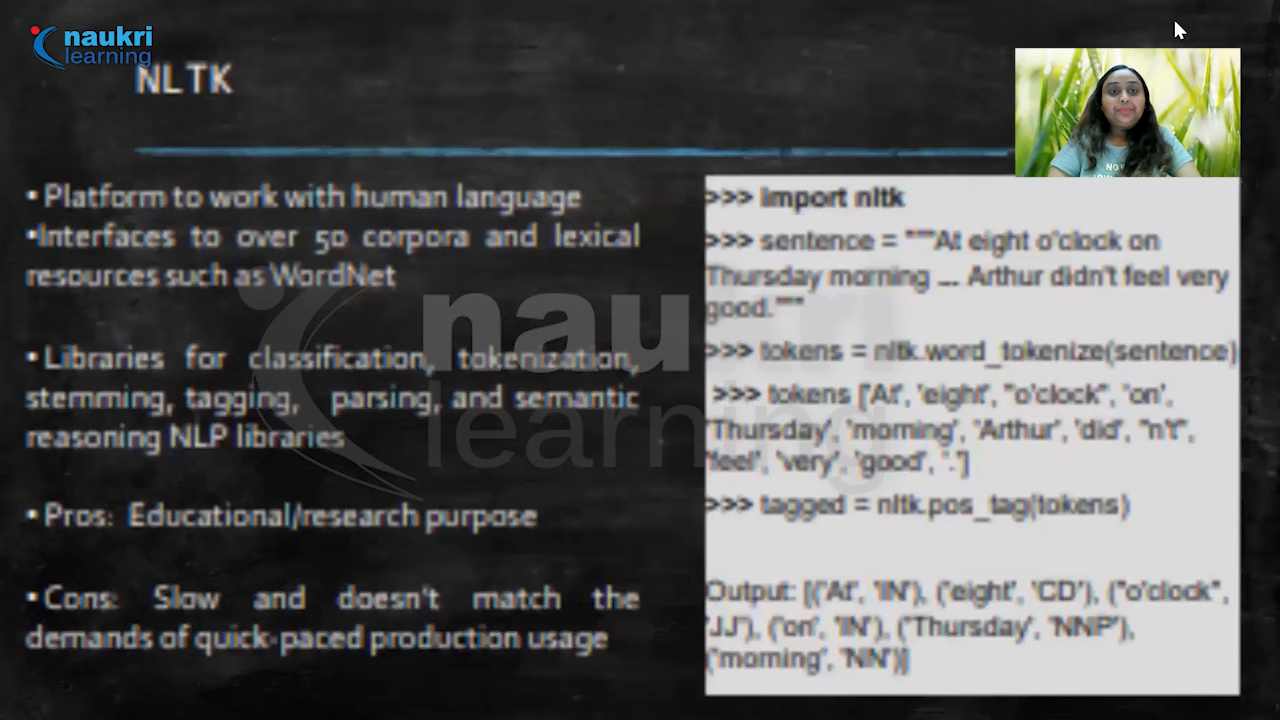 naukri
learning
NLTK
▪ Platform to work with human language
▪Interfaces to over 50 corpora and lexical
resources such as WordNet
▪ Libraries for classification, tokenization,
stemming, tagging, parsing, and semantic
reasoning NLP libraries
▪ Pros: Educational/research purpose
▪ Cons: Slow and doesn't match the
demands of quick-paced production usage
>>> import nltk
>>> sentence = """At eight o'clock on
Thursday morning ... Arthur didn't feel very
good."""
>>> tokens = nltk.word_tokenize(sentence)
>>> tokens ['At', 'eight', "o'clock", 'on',
'Thursday', 'morning', 'Arthur', 'did', "n't",
'feel', 'very', 'good', '.']
>>> tagged = nltk.pos_tag(tokens)
Output: [('At', 'IN'), ('eight', 'CD'), ("o'clock",
'JJ'), ('on', 'IN'), ('Thursday', 'NNP'),
('morning', 'NN')]
naukri
learning